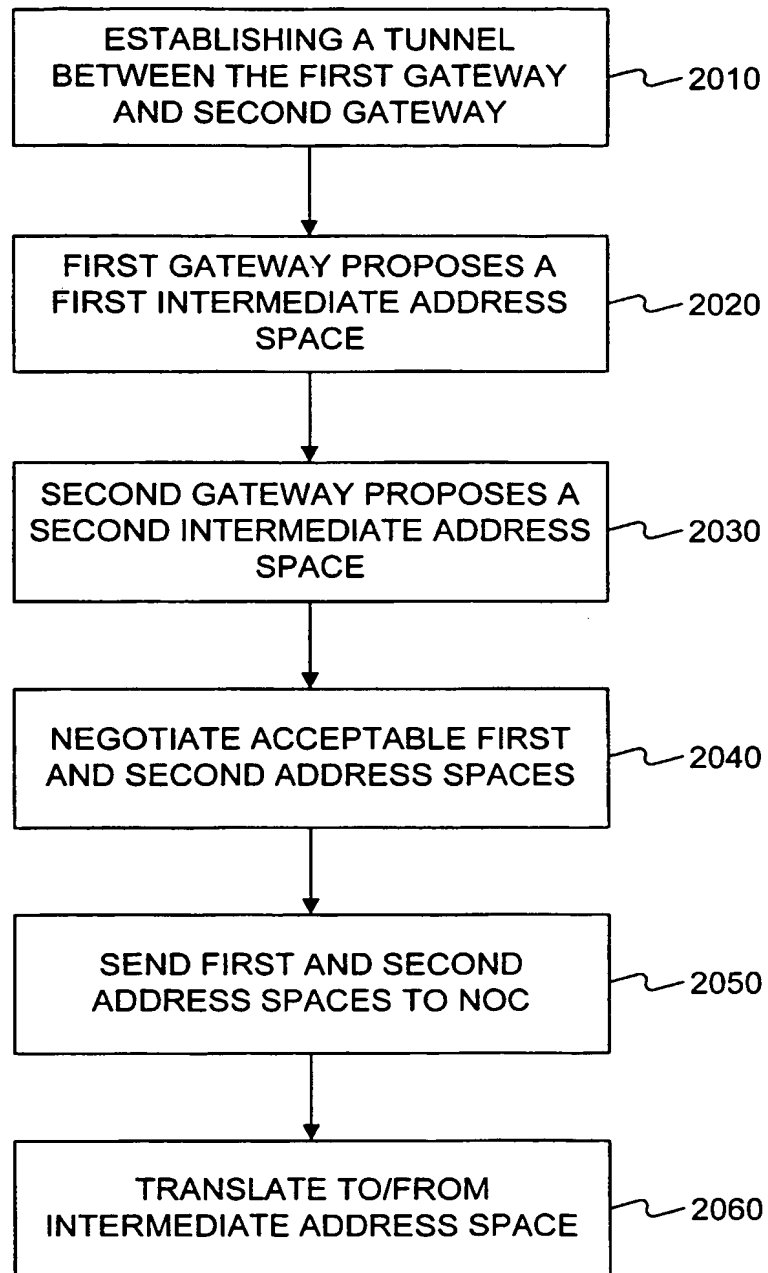 ESTABLISHING A TUNNEL
BETWEEN THE FIRST GATEWAY
AND SECOND GATEWAY
2010
FIRST GATEWAY PROPOSES A
FIRST INTERMEDIATE ADDRESS
SPACE
2020
SECOND GATEWAY PROPOSES A
SECOND INTERMEDIATE ADDRESS
SPACE
2030
NEGOTIATE ACCEPTABLE FIRST
AND SECOND ADDRESS SPACES
2040
SEND FIRST AND SECOND
ADDRESS SPACES TO NOC
2050
TRANSLATE TO/FROM
INTERMEDIATE ADDRESS SPACE
2060